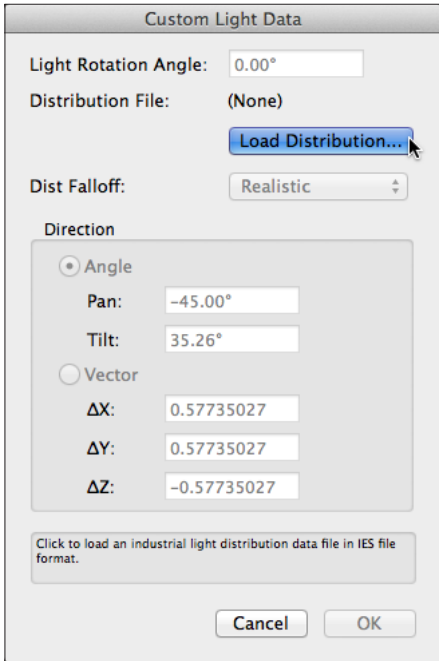 Custom Light Data
Light Rotation Angle: 0.00°
Distribution File: (None)
Load Distribution...
Dist Falloff: Realistic
Direction
Angle
Pan: −45.00°
Tilt: 35.26°
Vector
ΔX: 0.57735027
ΔY: 0.57735027
ΔZ: −0.57735027
Click to load an industrial light distribution data file in IES file
format.
Cancel OK